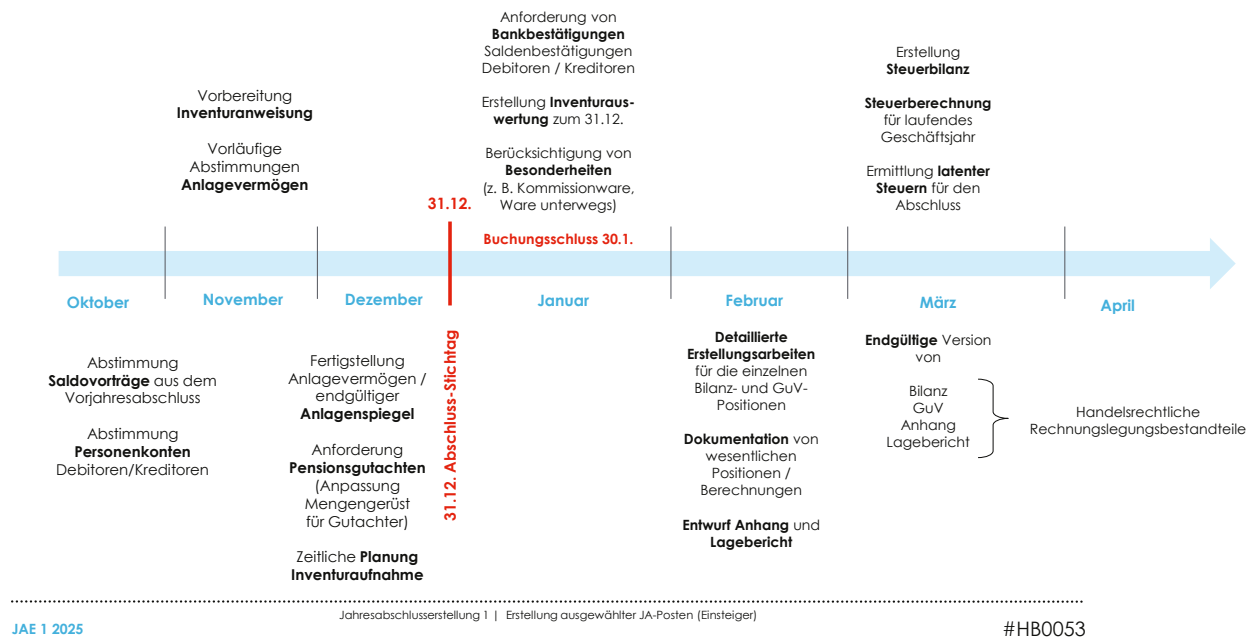 Anforderung von
Bankbestätigungen
Saldenbestätigungen
Debitoren / Kreditoren
Erstellung Inventuraus-
wertung zum 31.12.
Berücksichtigung von
Besonderheiten
(z. B. Kommissionware,
Ware unterwegs)
Buchungsschluss 30.1.
Erstellung
Steuerbilanz
Steuerberechnung
für laufendes
Geschäftsjahr
Ermittlung latenter
Steuern für den
Abschluss
Vorbereitung
Inventuranweisung
Vorläufige
Abstimmungen
Anlagevermögen
31.12.
Oktober
November
Dezember
Januar
Februar
März
April
31.12. Abschluss-Stichtag
Abstimmung
Saldovorträge aus dem
Vorjahresabschluss
Abstimmung
Personenkonten
Debitoren/Kreditoren
Fertigstellung
Anlagevermögen /
endgültiger
Anlagenspiegel
Anforderung
Pensionsgutachten
(Anpassung
Mengengerüst
für Gutachter)
Zeitliche Planung
Inventuraufnahme
Detaillierte
Erstellungsarbeiten
für die einzelnen
Bilanz- und GuV-
Positionen
Dokumentation von
wesentlichen
Positionen /
Berechnungen
Entwurf Anhang und
Lagebericht
Endgültige Version
von
Bilanz
GuV
Anhang
Lagebericht
Handelsrechtliche
Rechnungslegungsbestandteile
Jahresabschlusserstellung 1 | Erstellung ausgewählter JA-Posten (Einsteiger)
JAE 1 2025
#HB0053